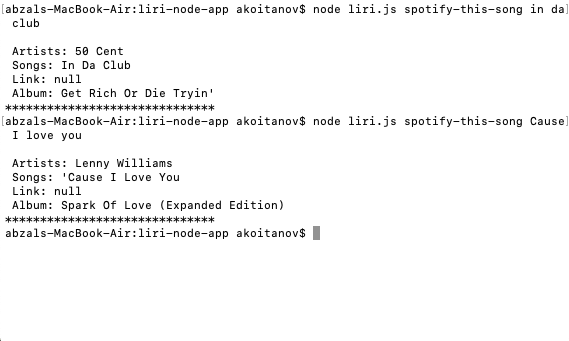 [abzals-MacBook-Air:liri-node-app akoitanov$ node liri.js spotify-this-song in da]
club
Artists: 50 Cent
Songs: In Da Club
Link: null
Album: Get Rich Or Die Tryin'
******************************
[abzals-MacBook-Air:liri-node-app akoitanov$ node liri.js spotify-this-song Cause]
I love you
Artists: Lenny Williams
Songs: 'Cause I Love You
Link: null
Album: Spark Of Love (Expanded Edition)
******************************
abzals-MacBook-Air:liri-node-app akoitanov$